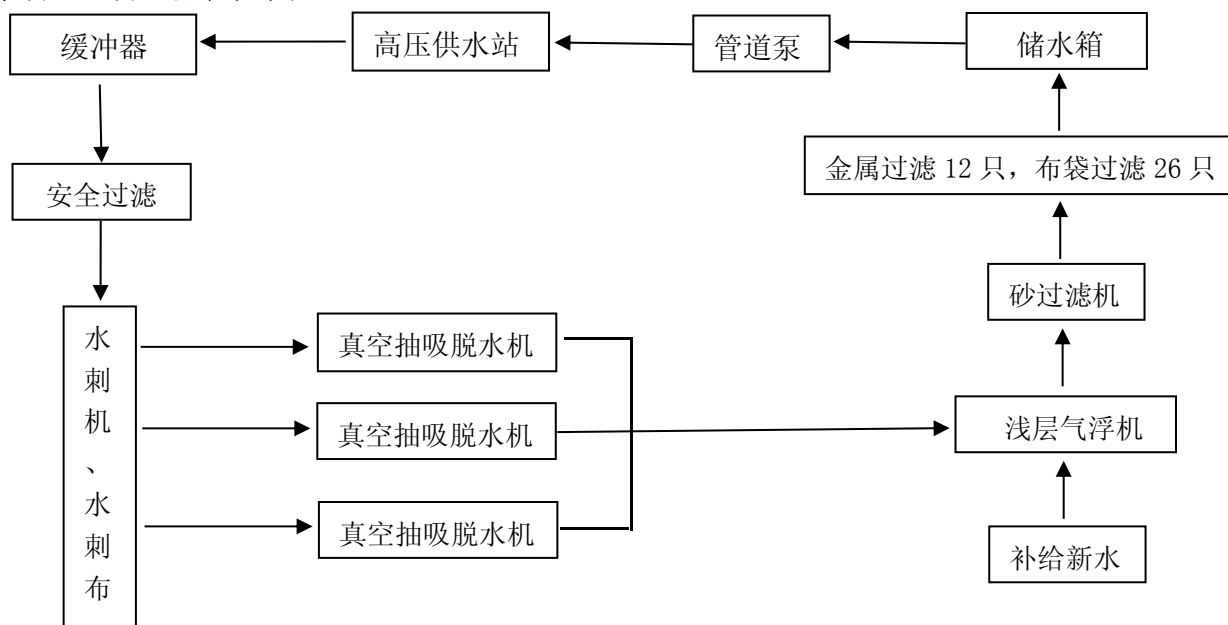 缓冲器
高压供水站
管道泵
储水箱
安全过滤
金属过滤 12 只，布袋过滤 26 只
砂过滤机
水刺机、水刺布
真空抽吸脱水机
真空抽吸脱水机
浅层气浮机
真空抽吸脱水机
补给新水